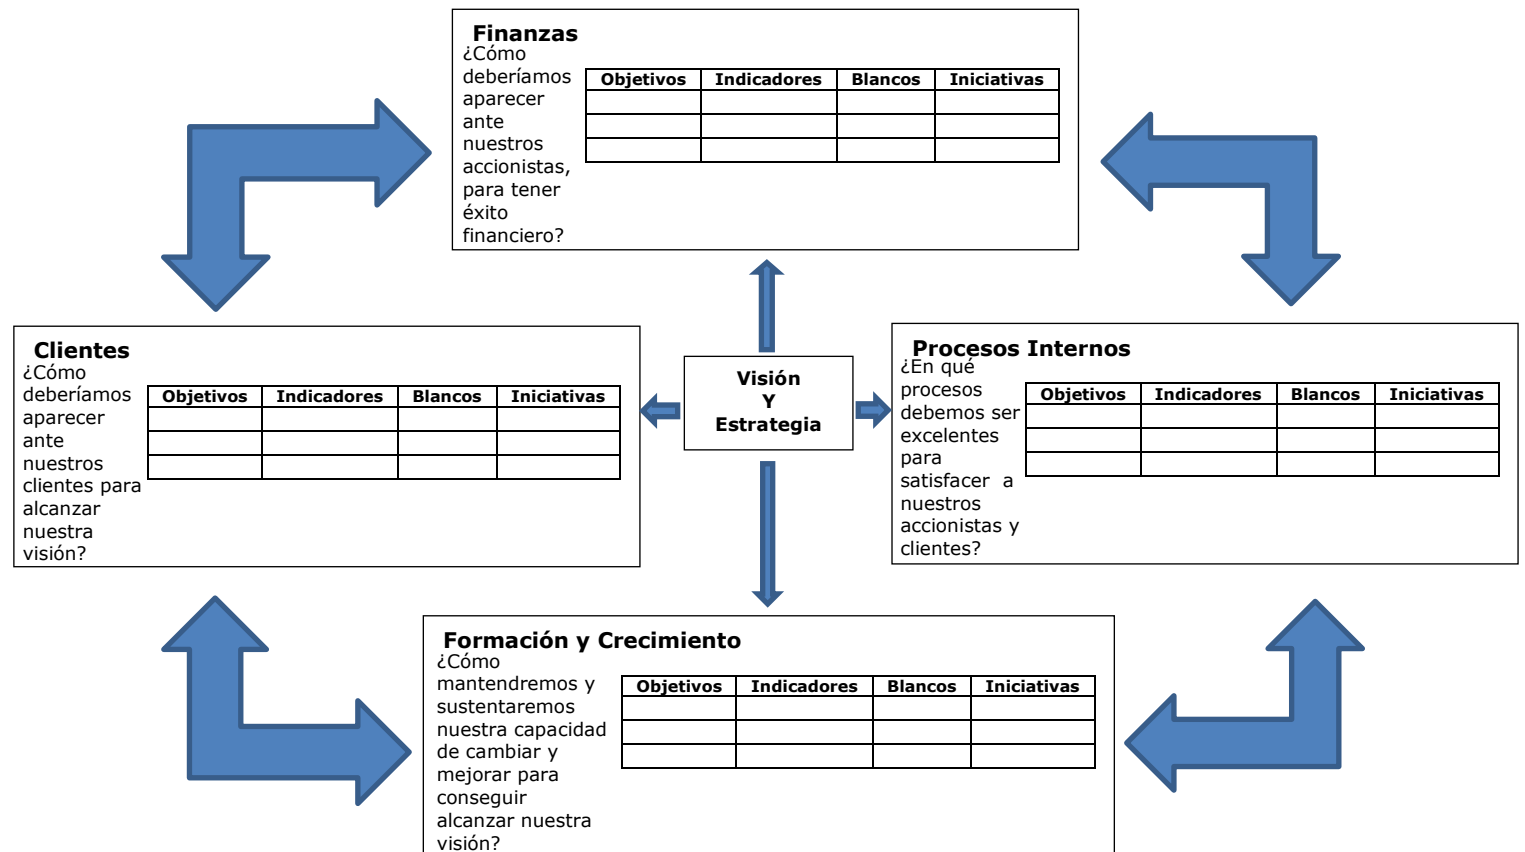 Finanzas
¿Cómo
deberíamos
aparecer
ante
nuestros
accionistas,
para tener
éxito
financiero?
Objetivos Indicadores Blancos Iniciativas
Clientes
¿Cómo
deberíamos
aparecer
ante
nuestros
clientes para
alcanzar
nuestra
visión?
Objetivos Indicadores Blancos Iniciativas
Visión
Y
Estrategia
Procesos Internos
¿En qué
procesos
debemos ser
excelentes
para
satisfacer a
nuestros
accionistas y
clientes?
Objetivos Indicadores Blancos Iniciativas
Formación y Crecimiento
¿Cómo
mantendremos y
sustentaremos
nuestra capacidad
de cambiar y
mejorar para
conseguir
alcanzar nuestra
visión?
Objetivos Indicadores Blancos Iniciativas